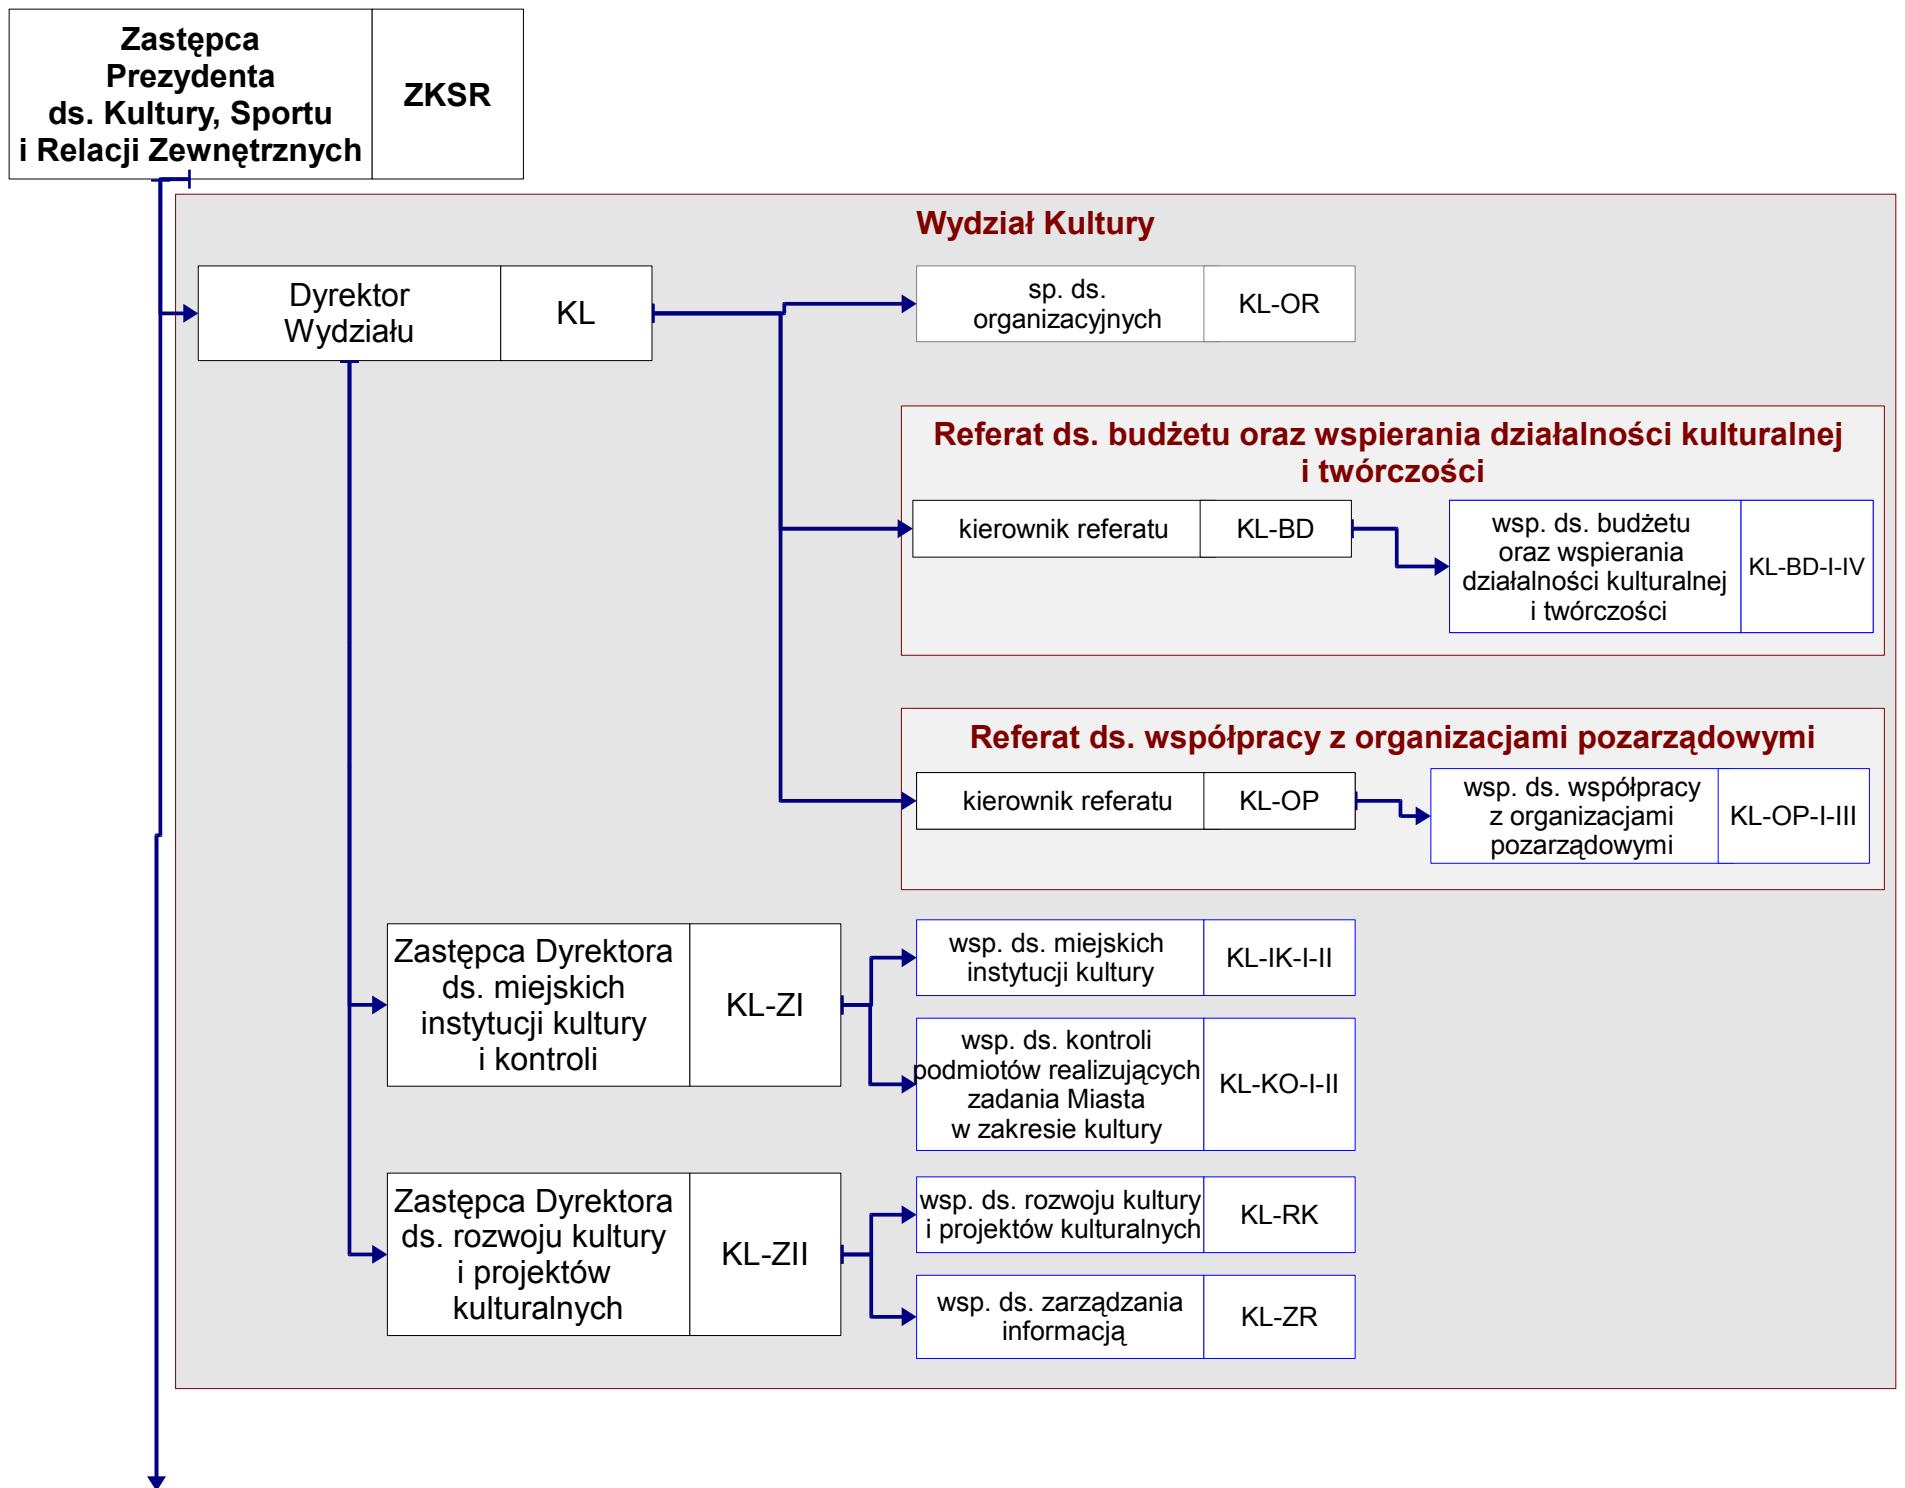 Zastępca
Prezydenta
ds. Kultury, Sportu
i Relacji Zewnętrznych
ZKSR
Wydział Kultury
Dyrektor
Wydziału
KL
sp. ds.
organizacyjnych
KL-OR
Referat ds. budżetu oraz wspierania działalności kulturalnej
i twórczości
kierownik referatu
KL-BD
wsp. ds. budżetu
oraz wspierania
działalności kulturalnej
i twórczości
KL-BD-I-IV
Referat ds. współpracy z organizacjami pozarządowymi
kierownik referatu
KL-OP
wsp. ds. współpracy
z organizacjami
pozarządowymi
KL-OP-I-III
Zastępca Dyrektora
ds. miejskich
instytucji kultury
i kontroli
KL-ZI
wsp. ds. miejskich
instytucji kultury
KL-IK-I-II
wsp. ds. kontroli
podmiotów realizujących
zadania Miasta
w zakresie kultury
KL-KO-I-II
Zastępca Dyrektora
ds. rozwoju kultury
i projektów
kulturalnych
KL-ZII
wsp. ds. rozwoju kultury
i projektów kulturalnych
KL-RK
wsp. ds. zarządzania
informacją
KL-ZR